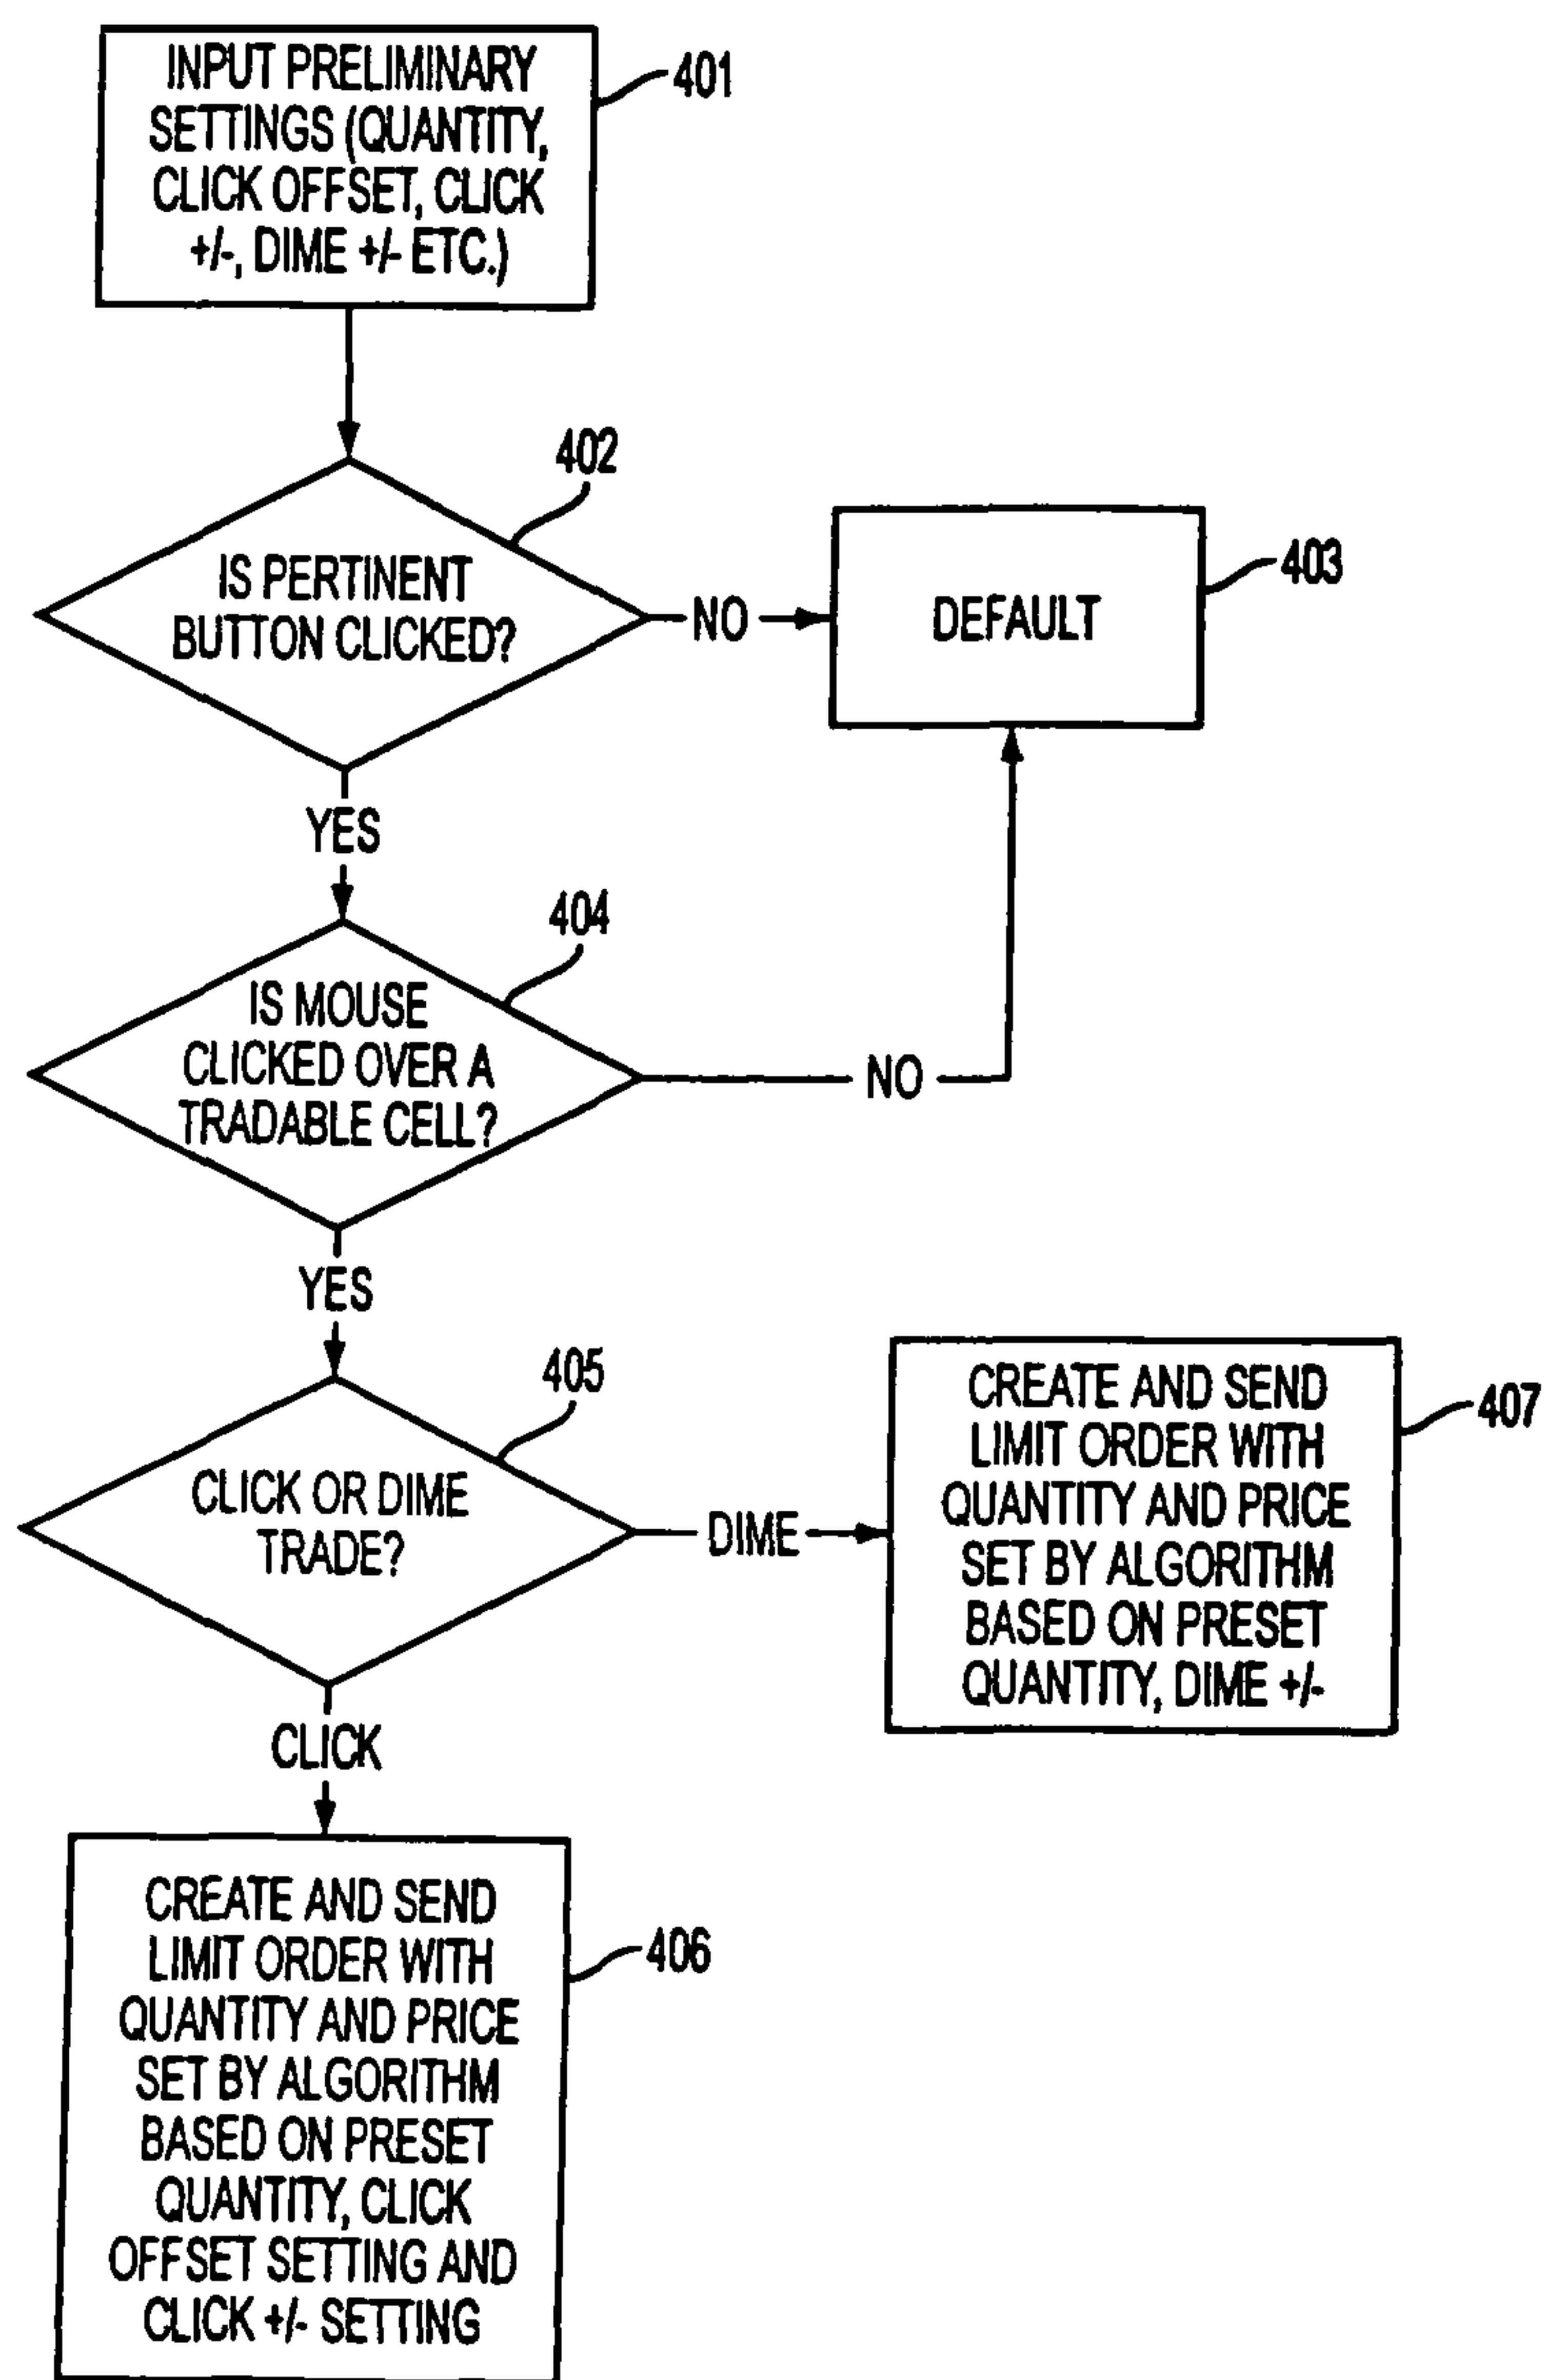 INPUT PRELIMINARY
SETTINGS (QUANTITY,
CLICK OFFSET, CLICK
+/-, DIME +/- ETC.)
401
402
IS PERTINENT
BUTTON CLICKED?
NO
DEFAULT
403
YES
404
IS MOUSE
CLICKED OVER A
TRADABLE CELL?
NO
YES
405
CLICK OR DIME
TRADE?
DIME
CREATE AND SEND
LIMIT ORDER WITH
QUANTITY AND PRICE
SET BY ALGORITHM
BASED ON PRESET
QUANTITY, DIME +/-
407
CLICK
CREATE AND SEND
LIMIT ORDER WITH
QUANTITY AND PRICE
SET BY ALGORITHM
BASED ON PRESET
QUANTITY, CLICK
OFFSET SETTING AND
CLICK +/- SETTING
406